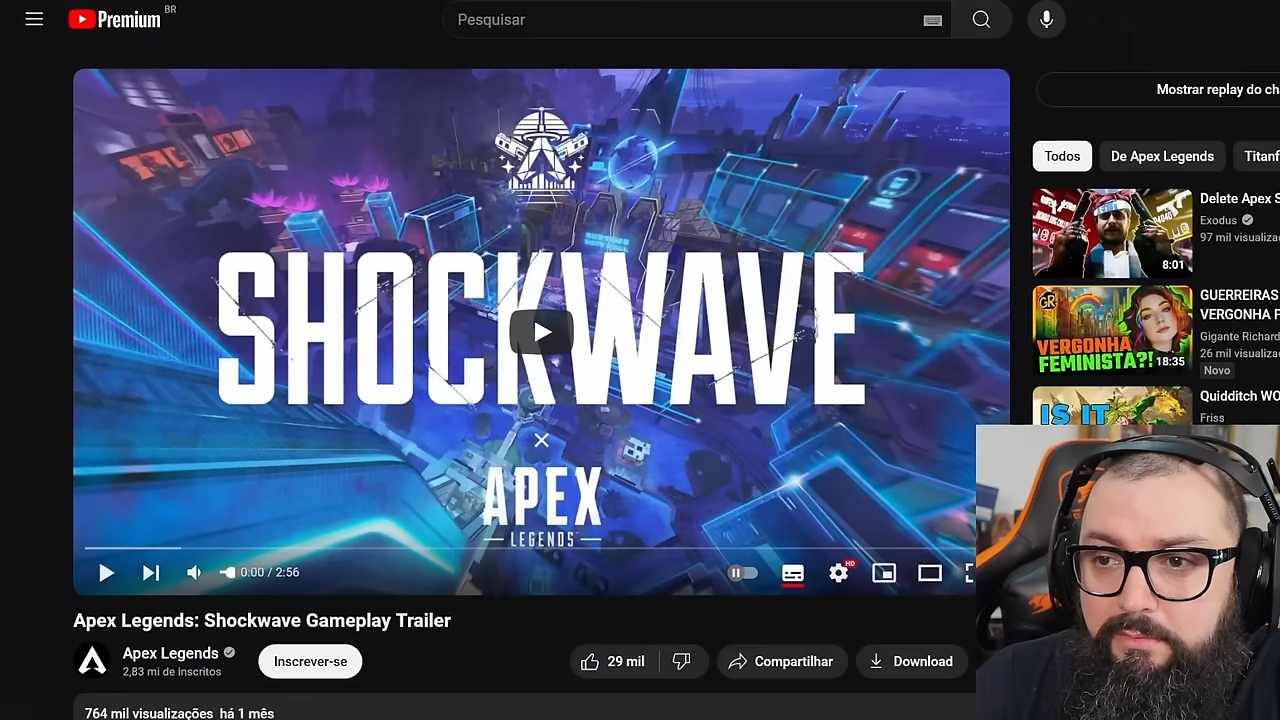 Premium
BR
Pesquisar
SHOCKWAVE
APEX
LEGENDS
0:00 / 2:56
HD
Apex Legends: Shockwave Gameplay Trailer
Apex Legends
2,83 mi de inscritos
Inscrever-se
29 mil
Compartilhar
Download
764 mil visualizações há 1 mês
Mostrar replay do ch
Todos
De Apex Legends
Titanf
8:01
Delete Apex S
Exodus
97 mil visualiza
GR
VERGONHA
FEMINISTA?!
18:35
GUERREIRAS
VERGONHA F
Gigante Richard
26 mil visualiza
Novo
IS IT
Quidditch WO
Friss